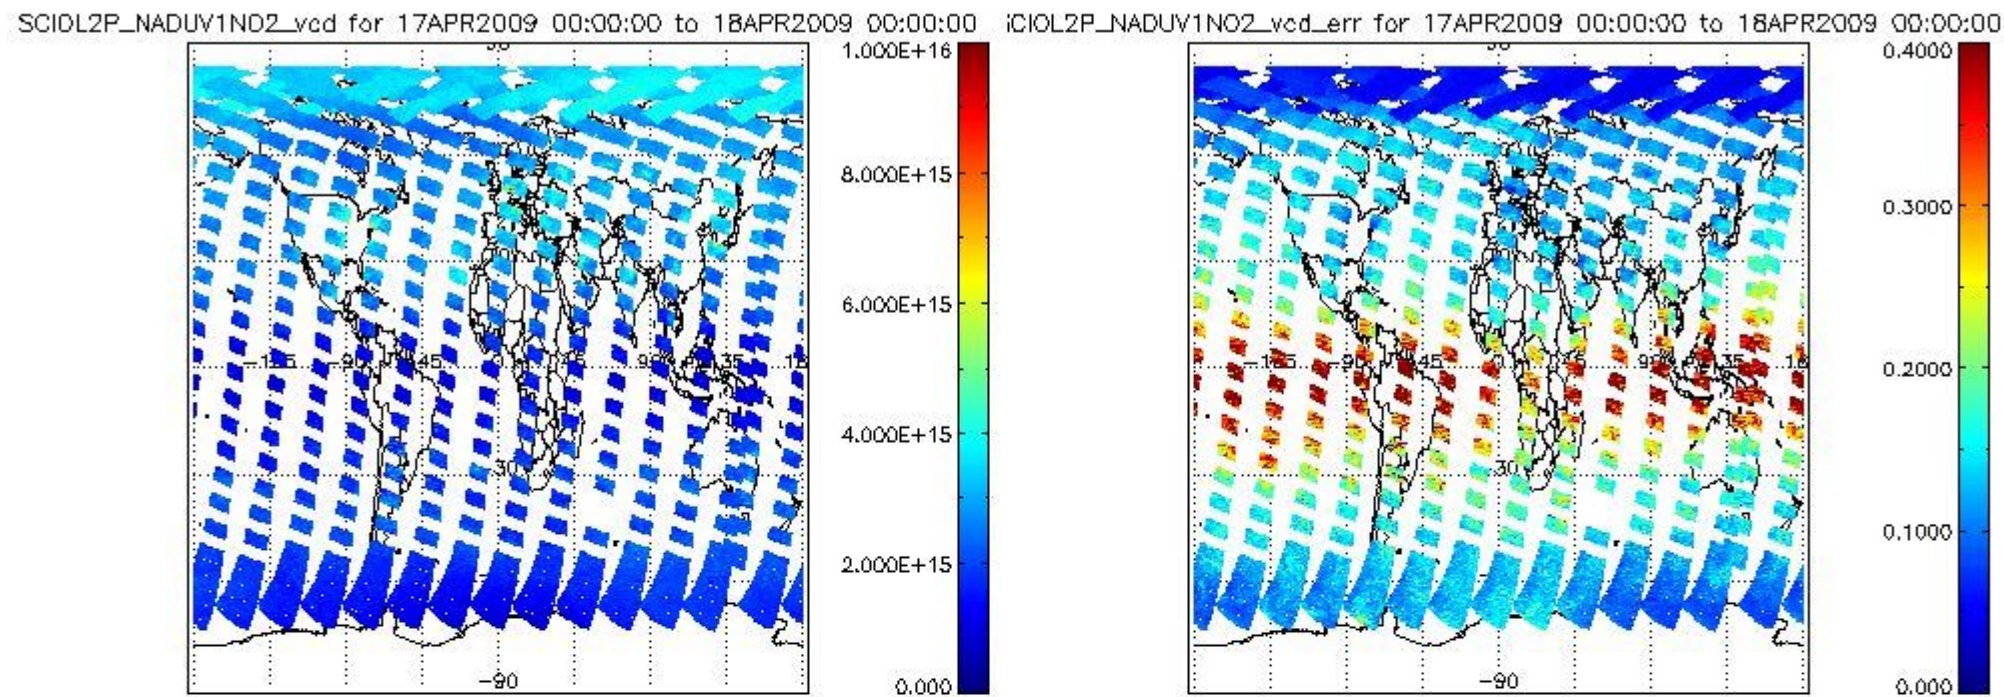 SCIOL2P_NADUV1NO2_vcd for 17APR2009 00:00:00 to 18APR2009 00:00:00
1.000E+16
8.000E+15
6.000E+15
4.000E+15
2.000E+15
0.000
-90
iCIOL2P_NADUV1NO2_vcd_err for 17APR2009 00:00:00 to 18APR2009 00:00:00
0.4000
0.3000
0.2000
0.1000
0.000
-90